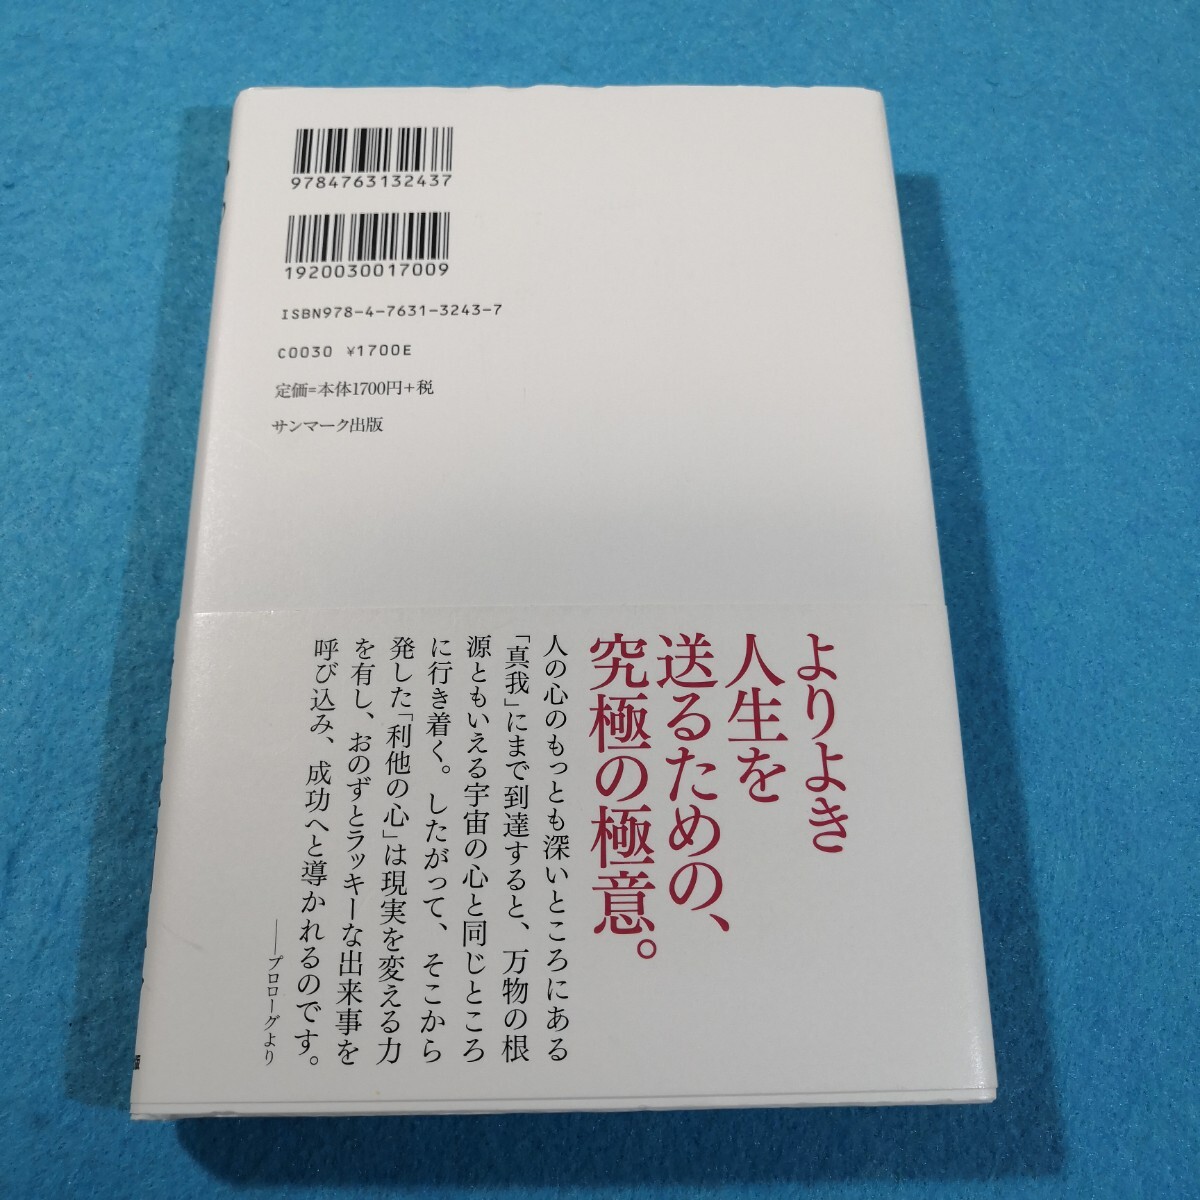 9784763132437
1920030017009
ISBN978-4-7631-3243-7
C0030 ¥1700E
定価=本体1700円+税
サンマーク出版
よりよき
人生を
送るための、
究極の極意。
人の心のもっとも深いところにある
「真我」にまで到達すると、万物の根
源ともいえる宇宙の心と同じところ
に行き着く。したがって、そこから
発した「利他の心」は現実を変える力
を有し、おのずとラッキーな出来事を
呼び込み、成功へと導かれるのです。
──プロローグより